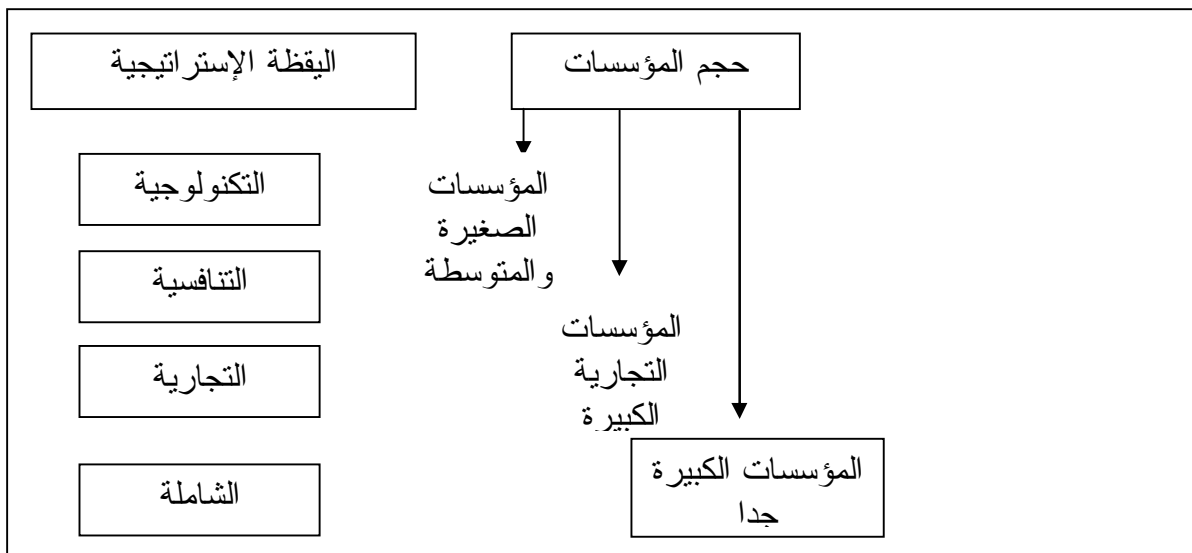 حجم المؤسسات
اليقظة الإستراتيجية
المؤسسات
الصغيرة
والمتوسطة
التكنولوجية
التنافسية
المؤسسات
التجارية
الكبيرة
التجارية
المؤسسات الكبيرة
جدا
الشاملة